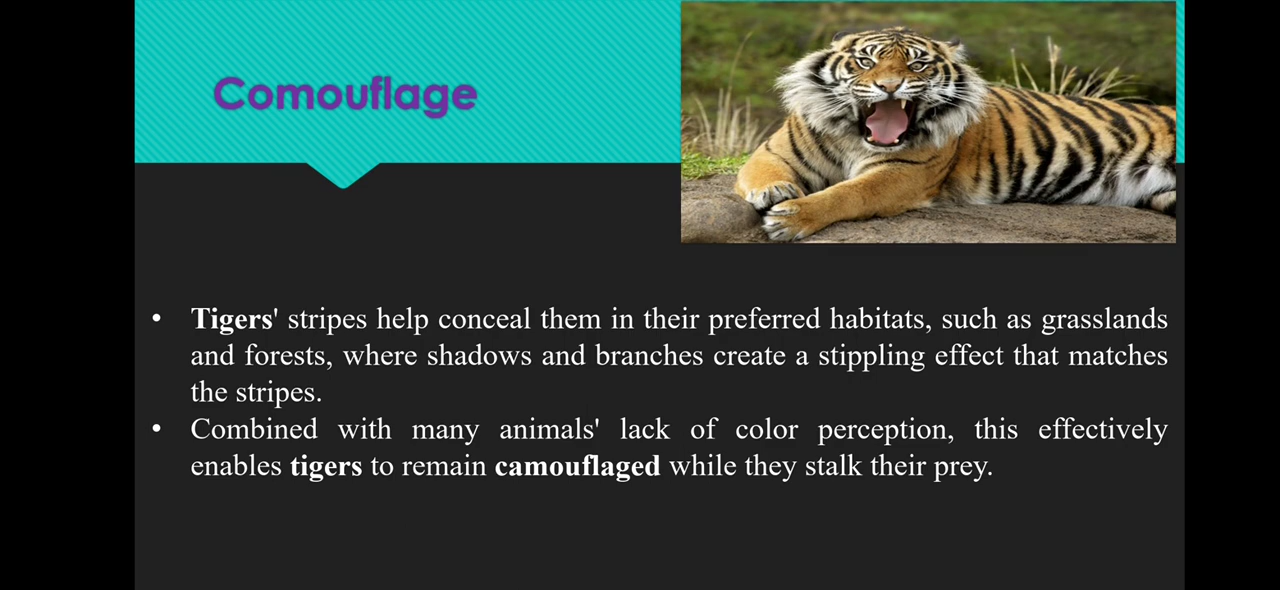 Comouflage
• Tigers' stripes help conceal them in their preferred habitats, such as grasslands
and forests, where shadows and branches create a stippling effect that matches
the stripes.
• Combined with many animals' lack of color perception, this effectively
enables tigers to remain camouflaged while they stalk their prey.